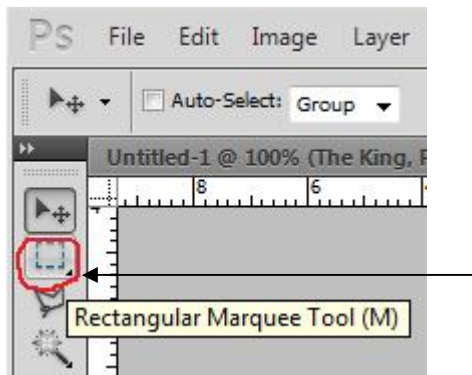 Ps File Edit Image Layer
Auto-Select: Group
Untitled-1 @ 100% (The King,
8 6
Rectangular Marquee Tool (M)